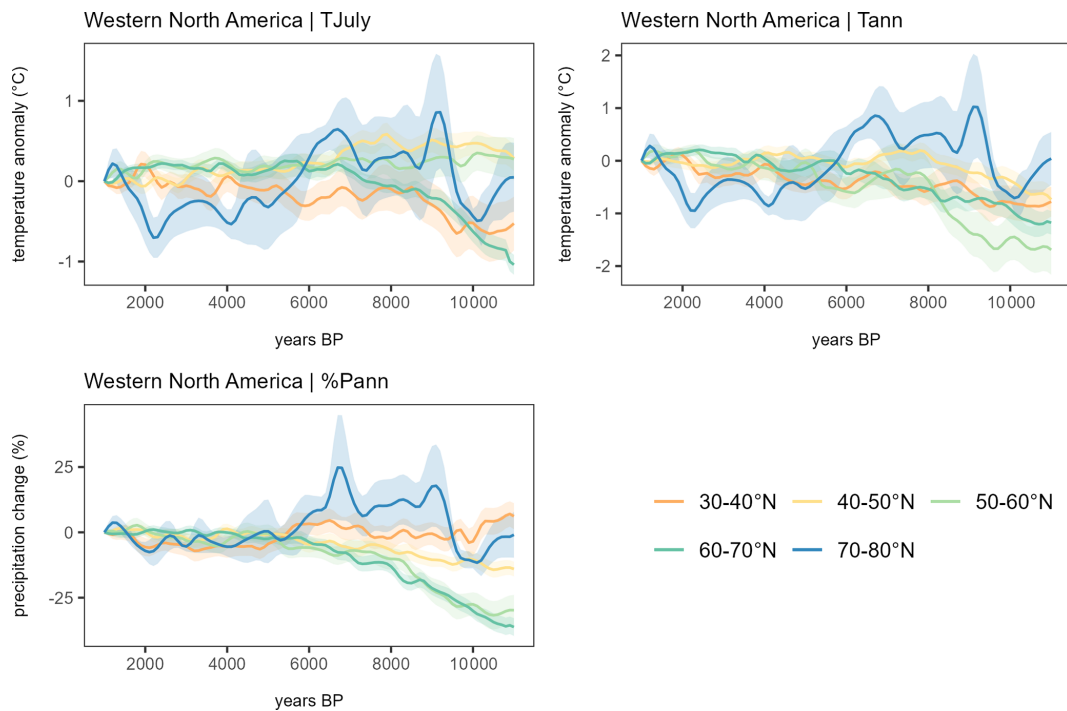 Western North America | TJuly
temperature anomaly (°C)
1
0
-1
2000 4000 6000 8000 10000
years BP
Western North America | Tann
temperature anomaly (°C)
2
1
0
-1
-2
2000 4000 6000 8000 10000
years BP
Western North America | %Pann
precipitation change (%)
25
0
-25
2000 4000 6000 8000 10000
years BP
30-40°N 40-50°N 50-60°N
60-70°N 70-80°N